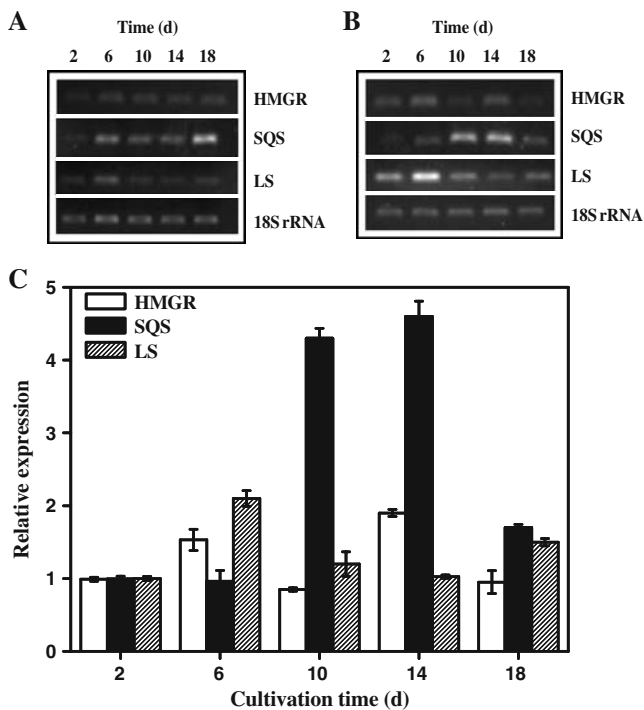 A
Time (d)
2 6 10 14 18
HMGR
SQS
LS
18S rRNA
B
Time (d)
2 6 10 14 18
HMGR
SQS
LS
18S rRNA
C
HMGR
SQS
LS
Relative expression
5
4
3
2
1
0
2 6 10 14 18
Cultivation time (d)